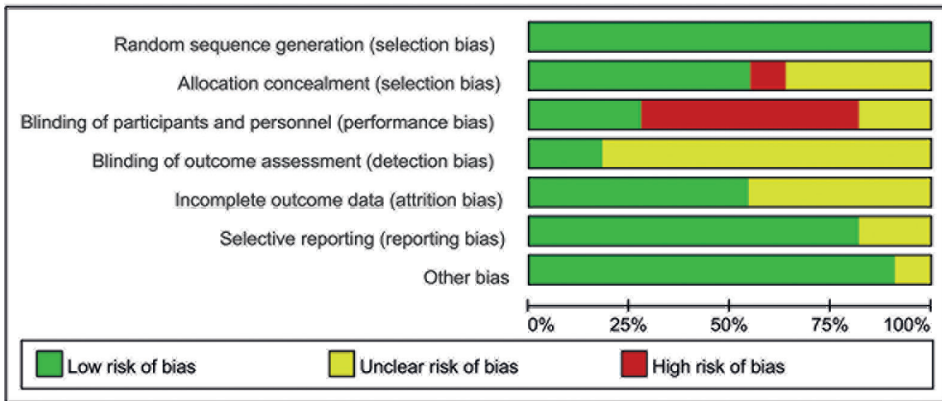 Random sequence generation (selection bias)
Allocation concealment (selection bias)
Blinding of participants and personnel (performance bias)
Blinding of outcome assessment (detection bias)
Incomplete outcome data (attrition bias)
Selective reporting (reporting bias)
Other bias
0% 25% 50% 75% 100%
Low risk of bias Unclear risk of bias High risk of bias